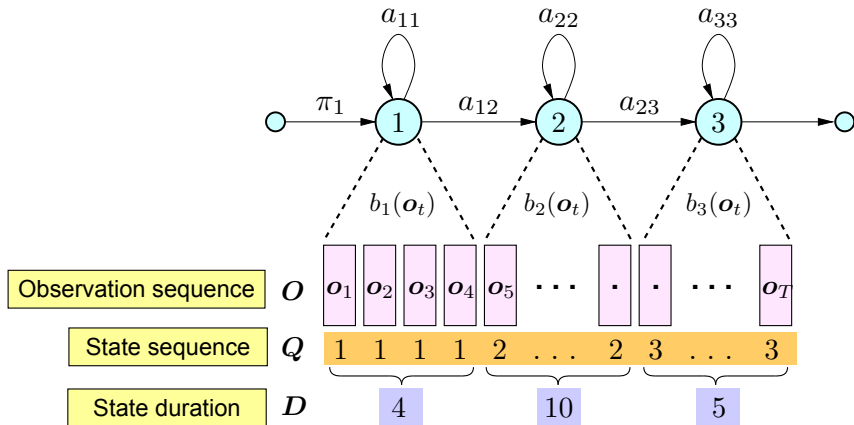 a₁₁ a₂₂ a₃₃
π₁ 1 a₁₂ 2 a₂₃ 3
b₁(oₜ) b₂(oₜ) b₃(oₜ)
Observation sequence O o₁ o₂ o₃ o₄ o₅ ··· · · ··· o_T
State sequence Q 1 1 1 1 2 ... 2 3 ... 3
State duration D 4 10 5